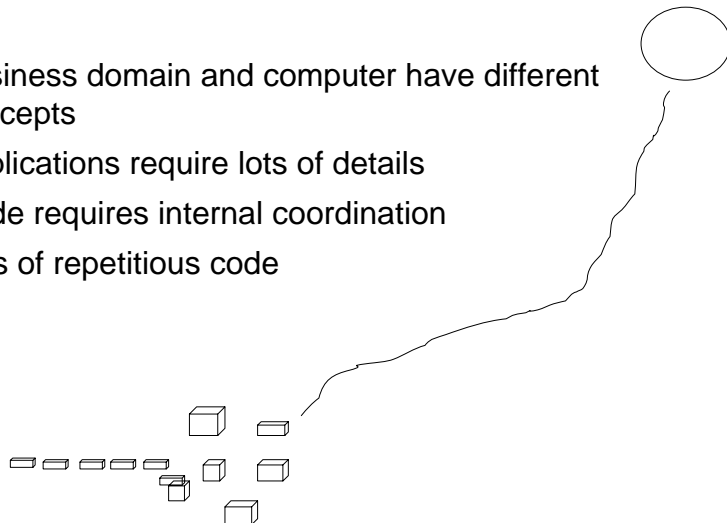 siness domain and computer have different
cepts
plications require lots of details
de requires internal coordination
s of repetitious code